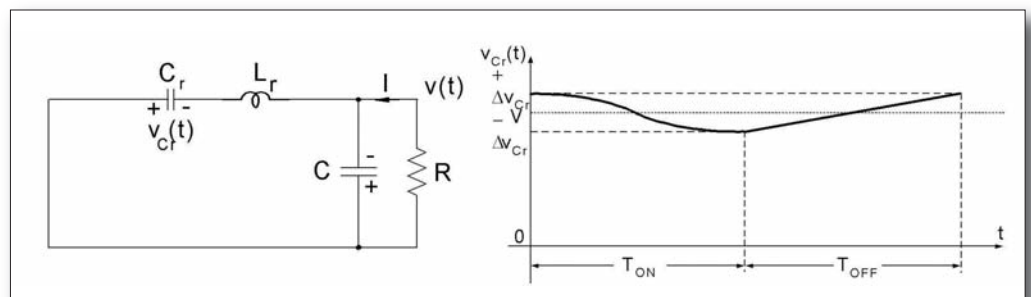 C_r
L_r
I
v(t)
+ -
v_Cr(t)
C
-
+
R
v_Cr(t)
+
Δv_Cr
- V
Δv_Cr
0
t
T_ON
T_OFF